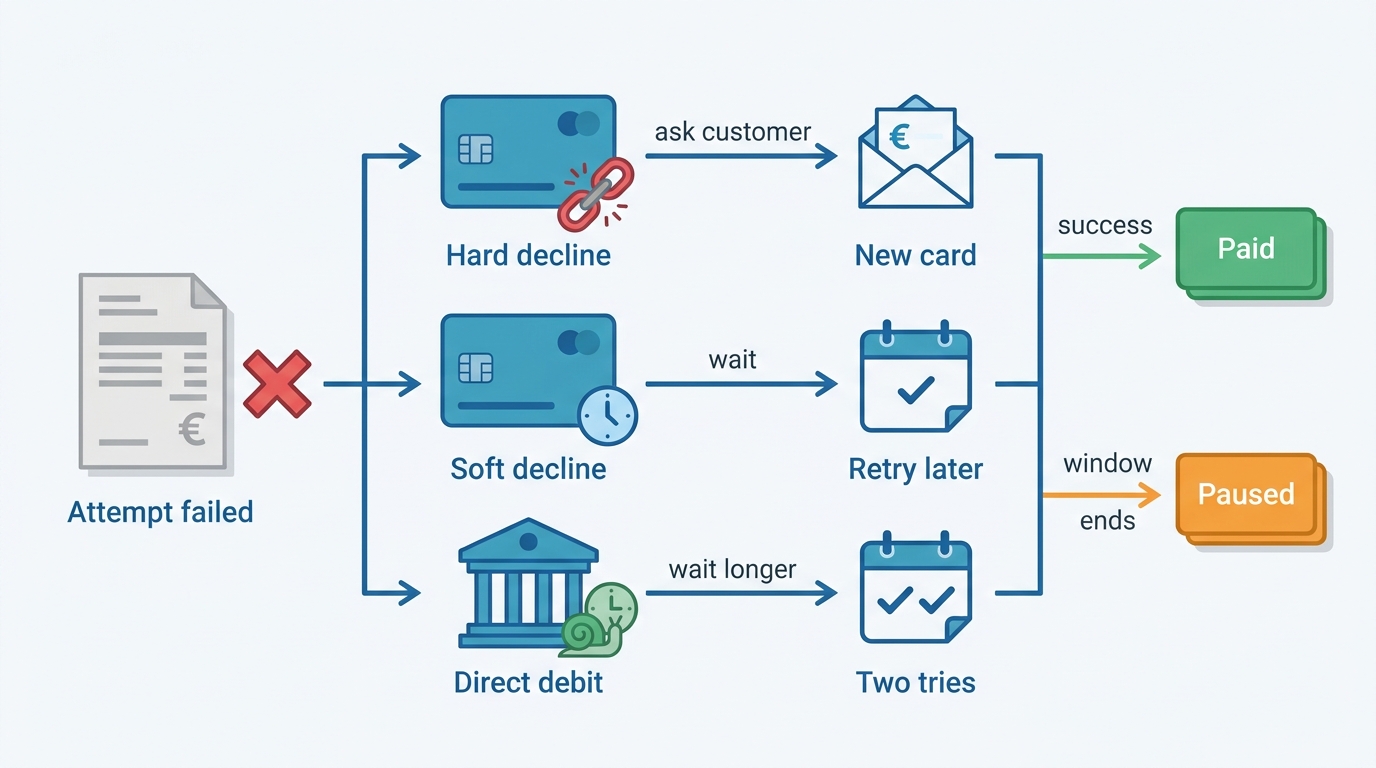 Attempt failed
€
Hard decline
ask customer
€
New card
Soft decline
wait
Retry later
Direct debit
wait longer
Two tries
success
Paid
window
ends
Paused